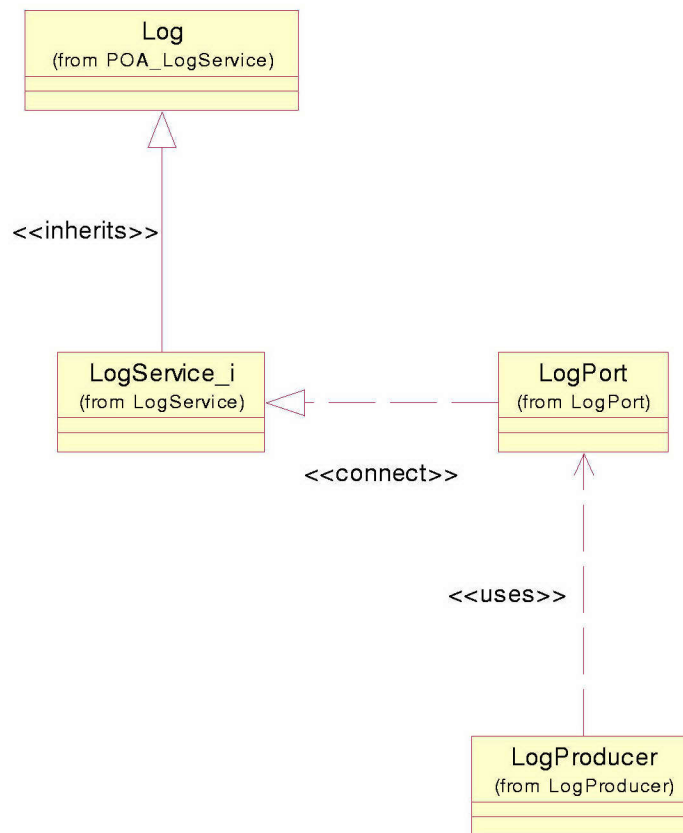 Log
(from POA_LogService)
<<inherits>>
LogService_i
(from LogService)
LogPort
(from LogPort)
<<connect>>
<<uses>>
LogProducer
(from LogProducer)